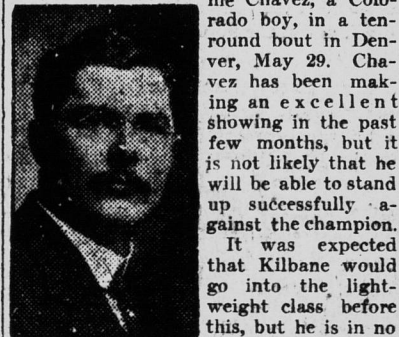 me Chavez, a Colo-
rado boy, in a ten-
round bout in Den-
ver, May 29. Cha-
vez has been mak-
ing an excellent
showing in the past
few months, but it
is not likely that he
will be able to stand
up successfully a-
gainst the champion.
It was expected
that Kilbane would
go into the light-
weight class before
this, but he is in no